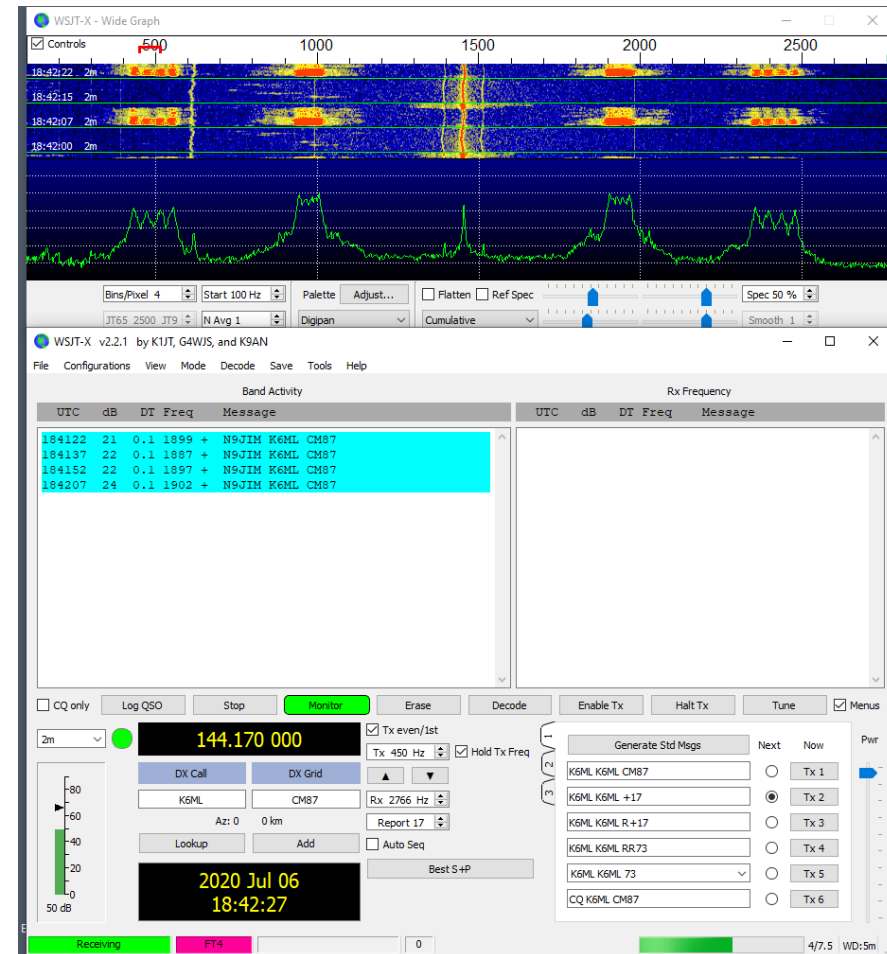 WSJT-X - Wide Graph
Controls 500 1000 1500 2000 2500
18:42:22 2m
18:42:15 2m
18:42:07 2m
18:42:00 2m
Bins/Pixel 4 Start 100 Hz Palette Adjust... Flatten Ref Spec Spec 50 %
JT65 2500 JT9 N Avg 1 Digipan Cumulative Smooth 1
WSJT-X v2.2.1 by K1JT, G4WJS, and K9AN
File Configurations View Mode Decode Save Tools Help
Band Activity Rx Frequency
UTC dB DT Freq Message UTC dB DT Freq Message
184122 21 0.1 1899 + N9JIM K6ML CM87
184137 22 0.1 1887 + N9JIM K6ML CM87
184152 22 0.1 1897 + N9JIM K6ML CM87
184207 24 0.1 1902 + N9JIM K6ML CM87
CQ only Log QSO Stop Monitor Erase Decode Enable Tx Halt Tx Tune Menus
2m 144.170 000 Tx even/1st
Tx 450 Hz Hold Tx Freq
DX Call DX Grid
K6ML CM87 Rx 2766 Hz
Az: 0 0 km Report 17
Lookup Add Auto Seq
Best S+P
2020 Jul 06
18:42:27
-80
-60
-40
-20
-0
50 dB
1
2
3
Generate Std Msgs Next Now Pwr
K6ML K6ML CM87 Tx 1
K6ML K6ML +17 Tx 2
K6ML K6ML R+17 Tx 3
K6ML K6ML RR73 Tx 4
K6ML K6ML 73 Tx 5
CQ K6ML CM87 Tx 6
Receiving FT4 0 4/7.5 WD:5m